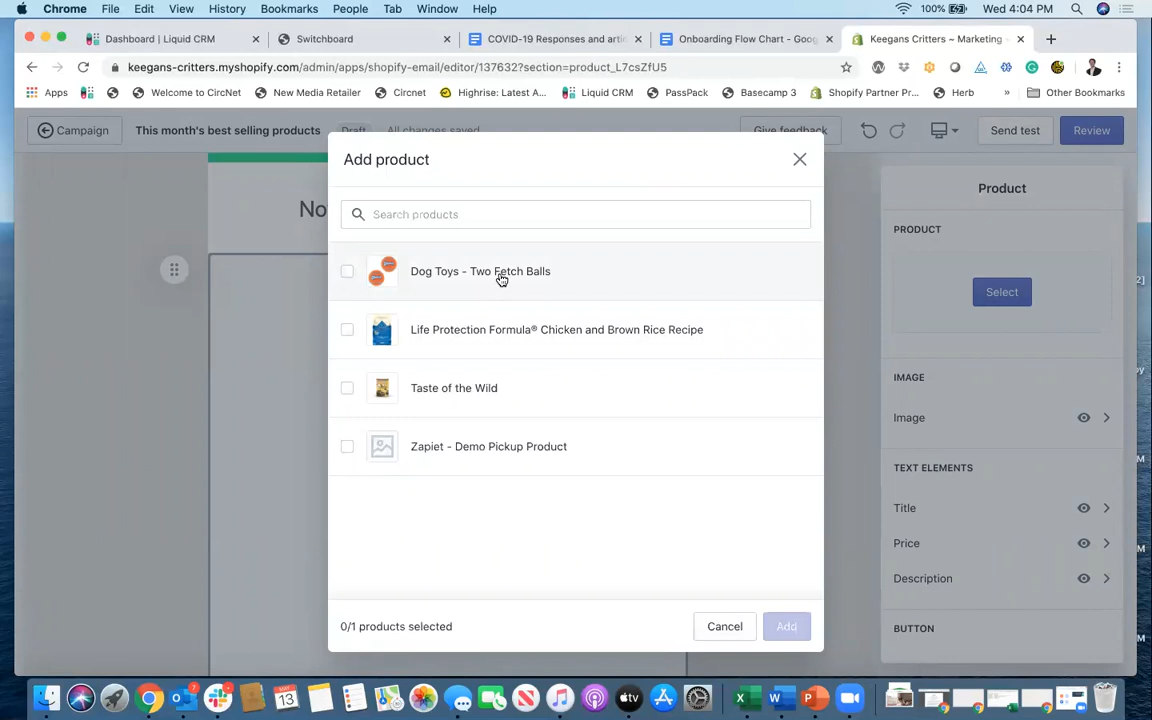 Chrome File Edit View History Bookmarks People Tab Window Help 100% Wed 4:04 PM
Dashboard | Liquid CRM Switchboard COVID-19 Responses and artic Onboarding Flow Chart - Goog Keegans Critters ~ Marketing
keegans-critters.myshopify.com/admin/apps/shopify-email/editor/137632?section=product_L7csZfU5
Apps Welcome to CircNet New Media Retailer Circnet Highrise: Latest A... Liquid CRM PassPack Basecamp 3 Shopify Partner Pr... Herb » Other Bookmarks
Campaign This month's best selling products Draft All changes saved Give feedback Send test Review
Add product
Search products
Dog Toys - Two Fetch Balls
Life Protection Formula® Chicken and Brown Rice Recipe
Taste of the Wild
Zapiet - Demo Pickup Product
0/1 products selected Cancel Add
Product
PRODUCT
Select
IMAGE
Image
TEXT ELEMENTS
Title
Price
Description
BUTTON